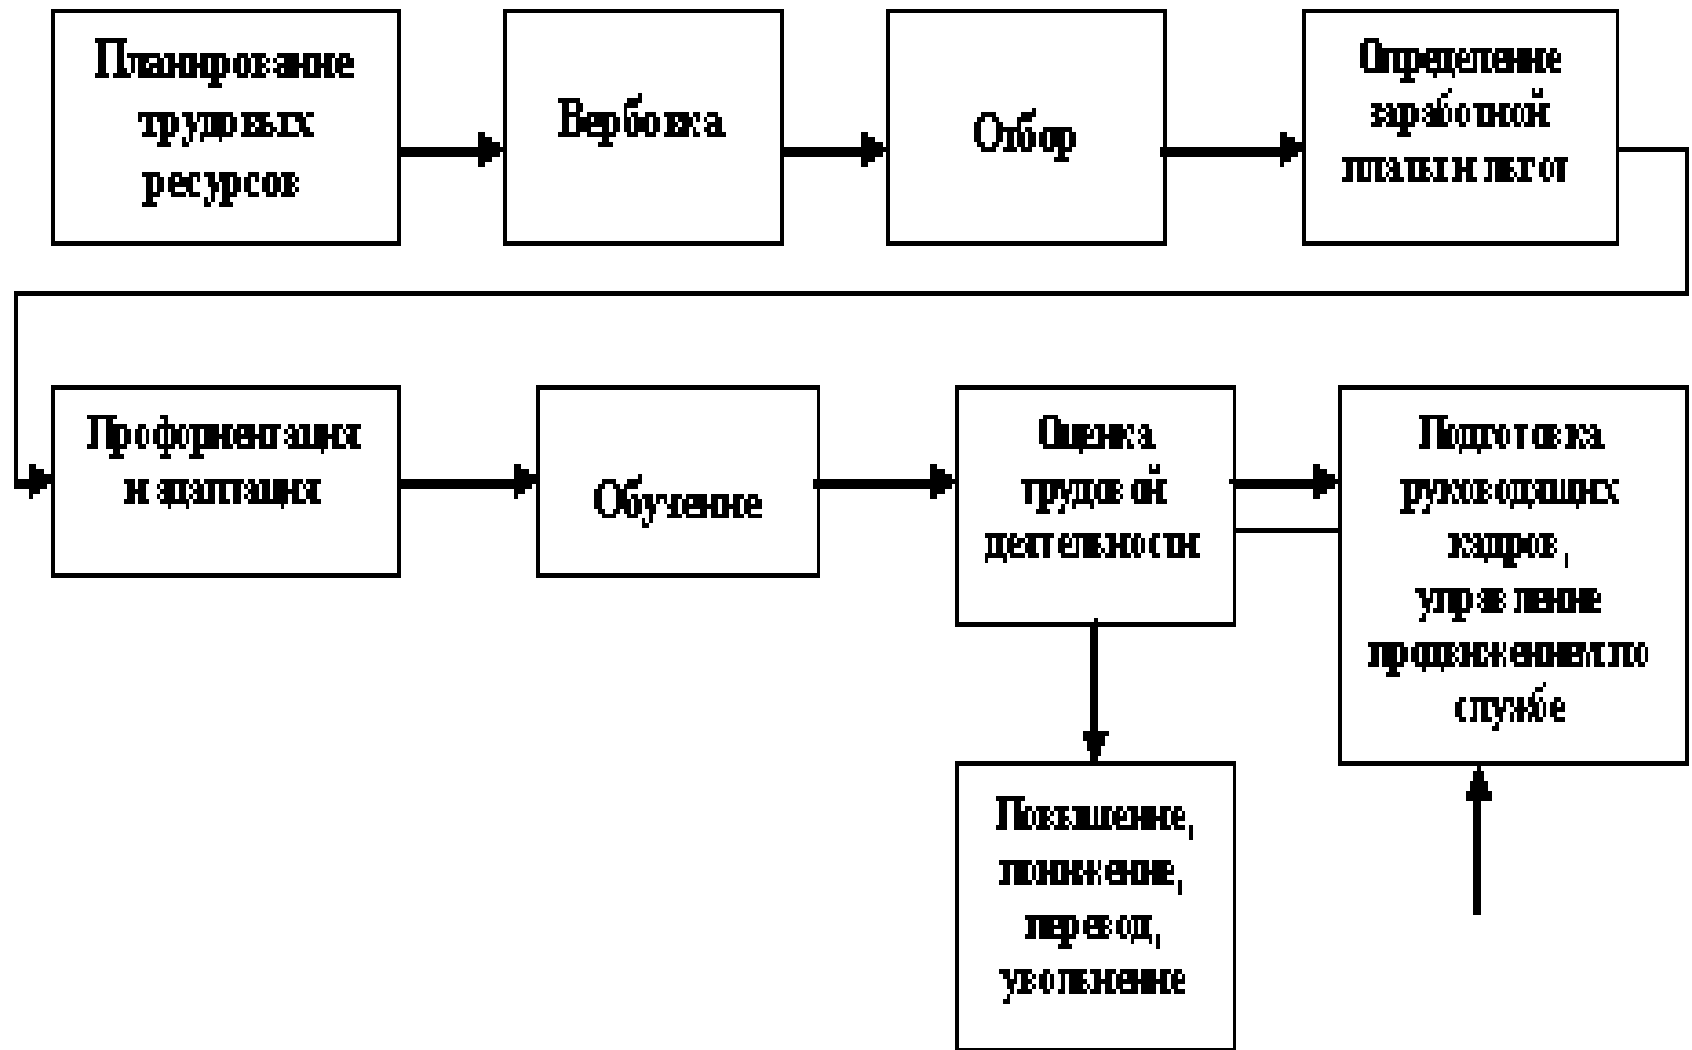 Планирование
трудовых
ресурсов
Вербовка
Отбор
Определение
заработной
платы и льгот
Профориентация
и адаптация
Обучение
Оценка
трудовой
деятельности
Подготовка
руководящих
кадров,
управление
продвижением по
службе
Повышение,
понижение,
перевод,
увольнение